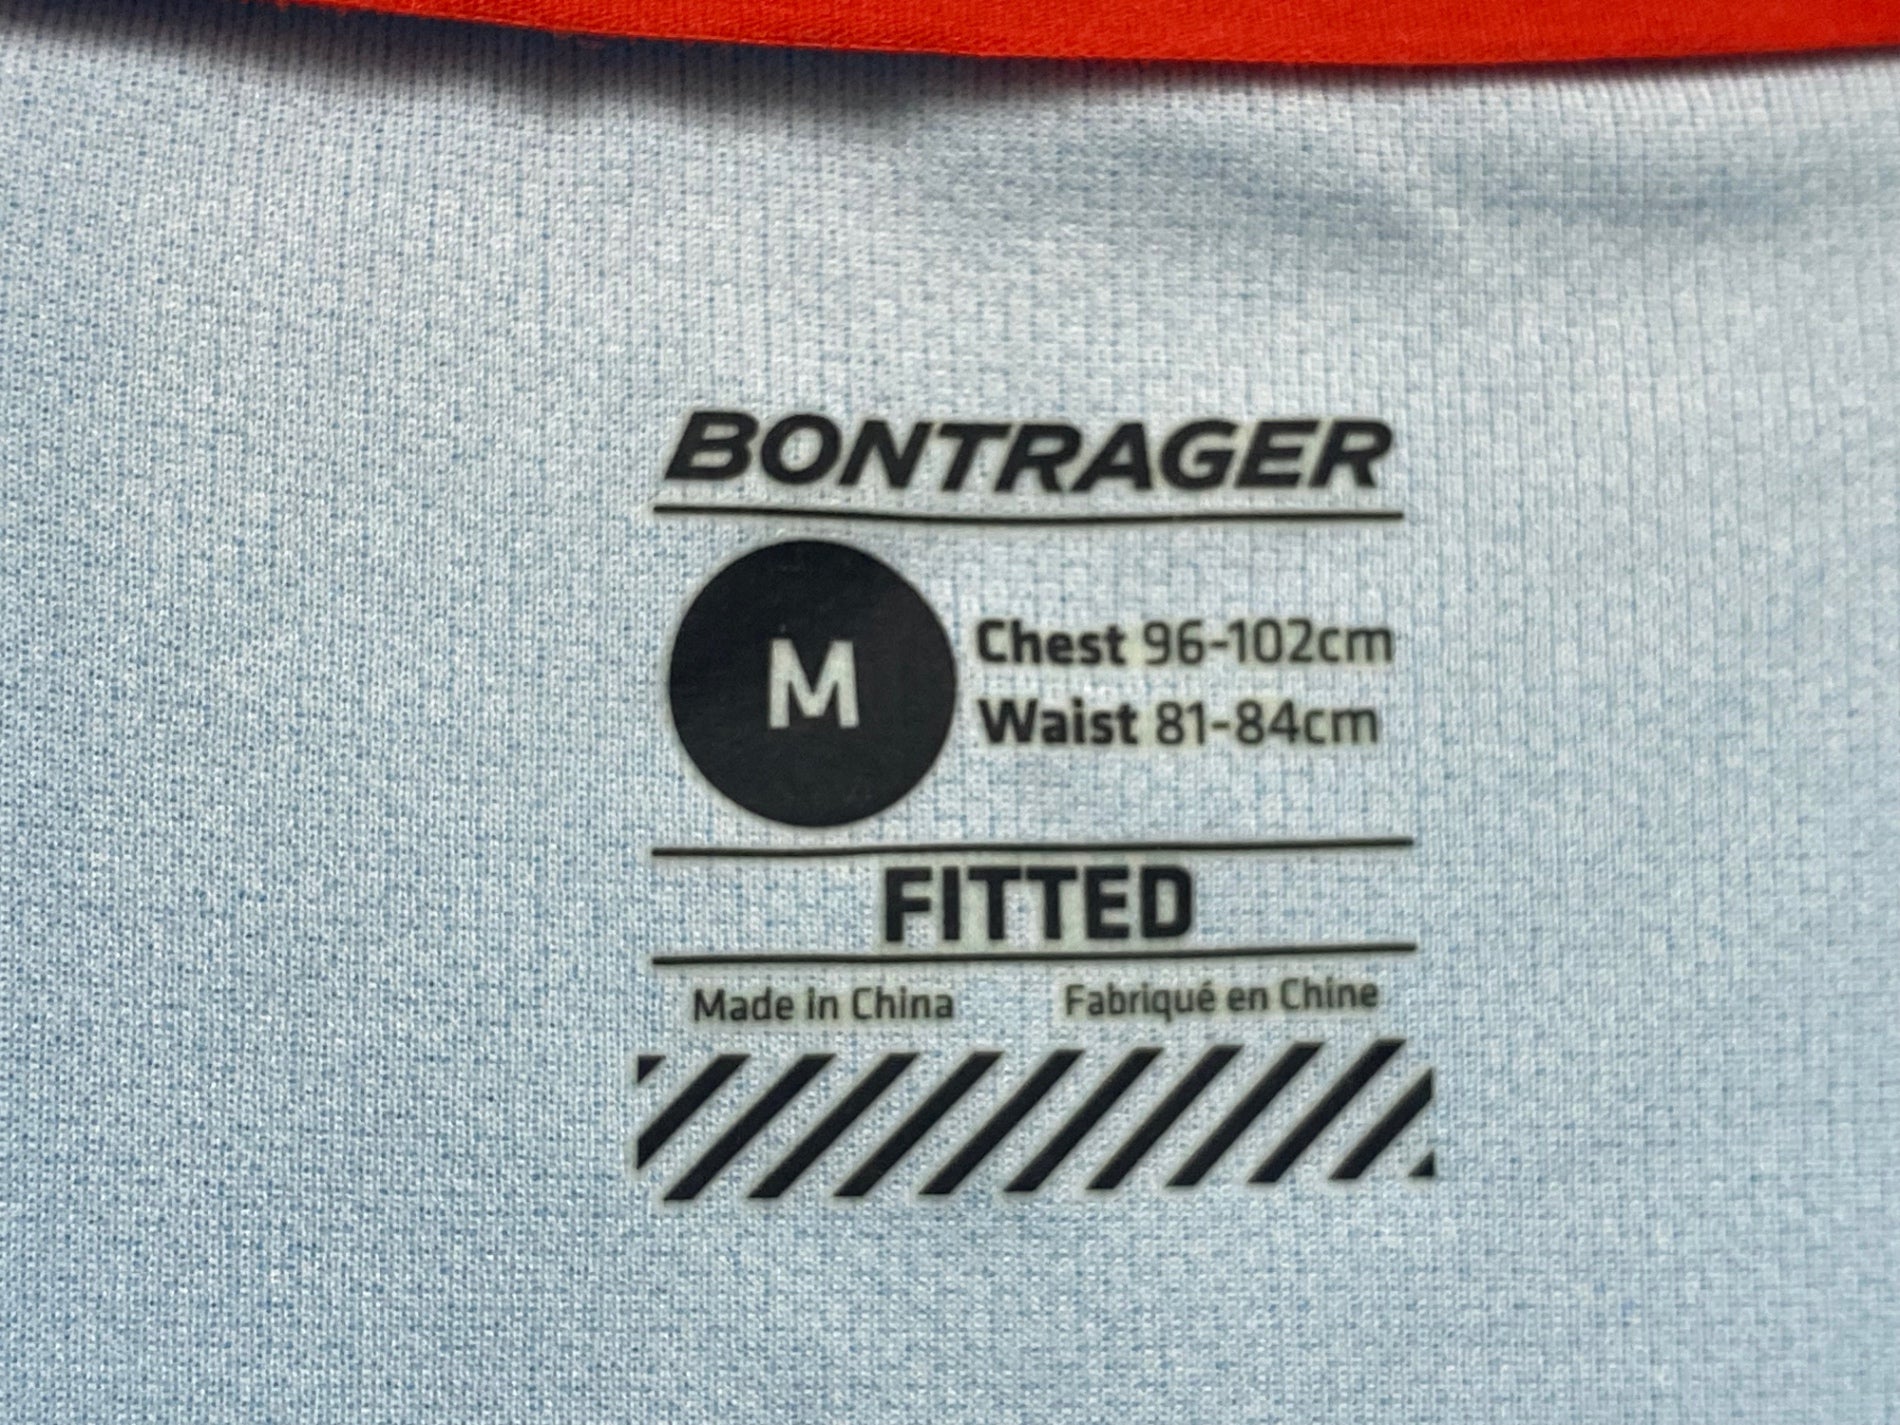 BONTRAGER
M
Chest 96-102cm
Waist 81-84cm
FITTED
Made in China Fabriqué en Chine